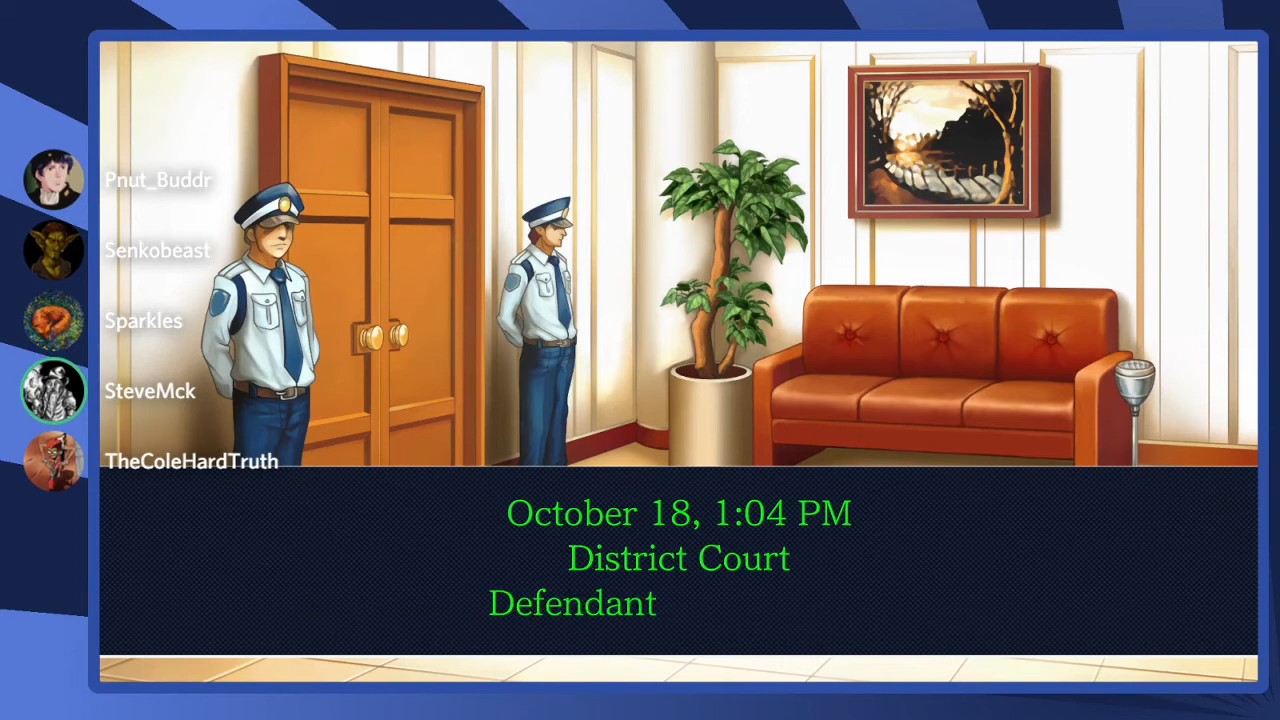 Pnut_Buddr
Senkobeast
Sparkles
SteveMck
TheColeHardTruth
October 18, 1:04 PM
District Court
Defendant